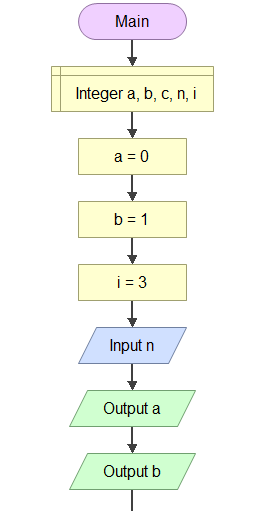 Main
Integer a, b, c, n, i
a = 0
b = 1
i = 3
Input n
Output a
Output b